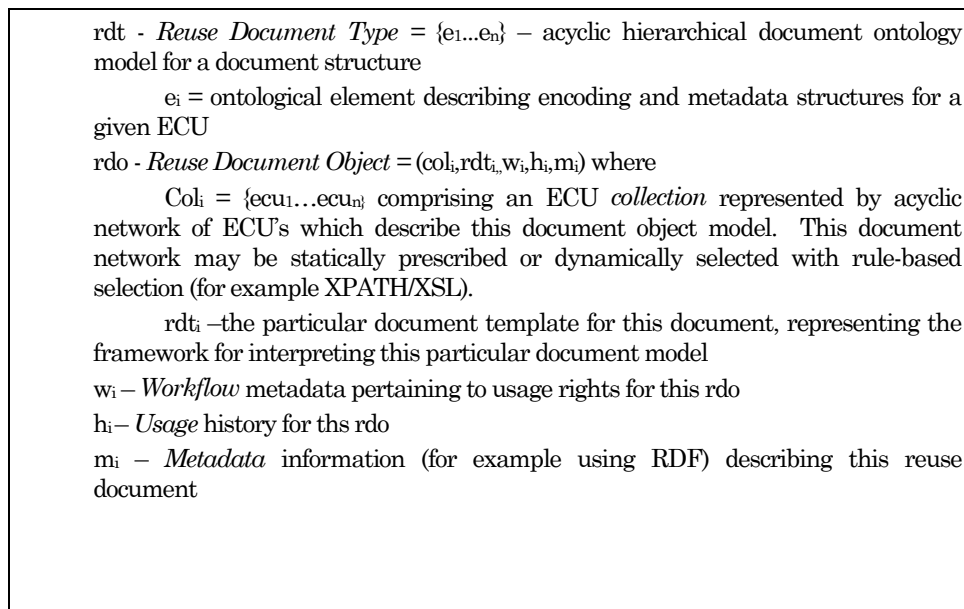 rdt - Reuse Document Type = {e₁...eₙ} – acyclic hierarchical document ontology
model for a document structure
eᵢ = ontological element describing encoding and metadata structures for a
given ECU
rdo - Reuse Document Object = (colᵢ,rdtᵢ,,wᵢ,hᵢ,mᵢ) where
Colᵢ = {ecu₁…ecuₙ} comprising an ECU collection represented by acyclic
network of ECU's which describe this document object model. This document
network may be statically prescribed or dynamically selected with rule-based
selection (for example XPATH/XSL).
rdtᵢ –the particular document template for this document, representing the
framework for interpreting this particular document model
wᵢ – Workflow metadata pertaining to usage rights for this rdo
hᵢ– Usage history for ths rdo
mᵢ – Metadata information (for example using RDF) describing this reuse
document